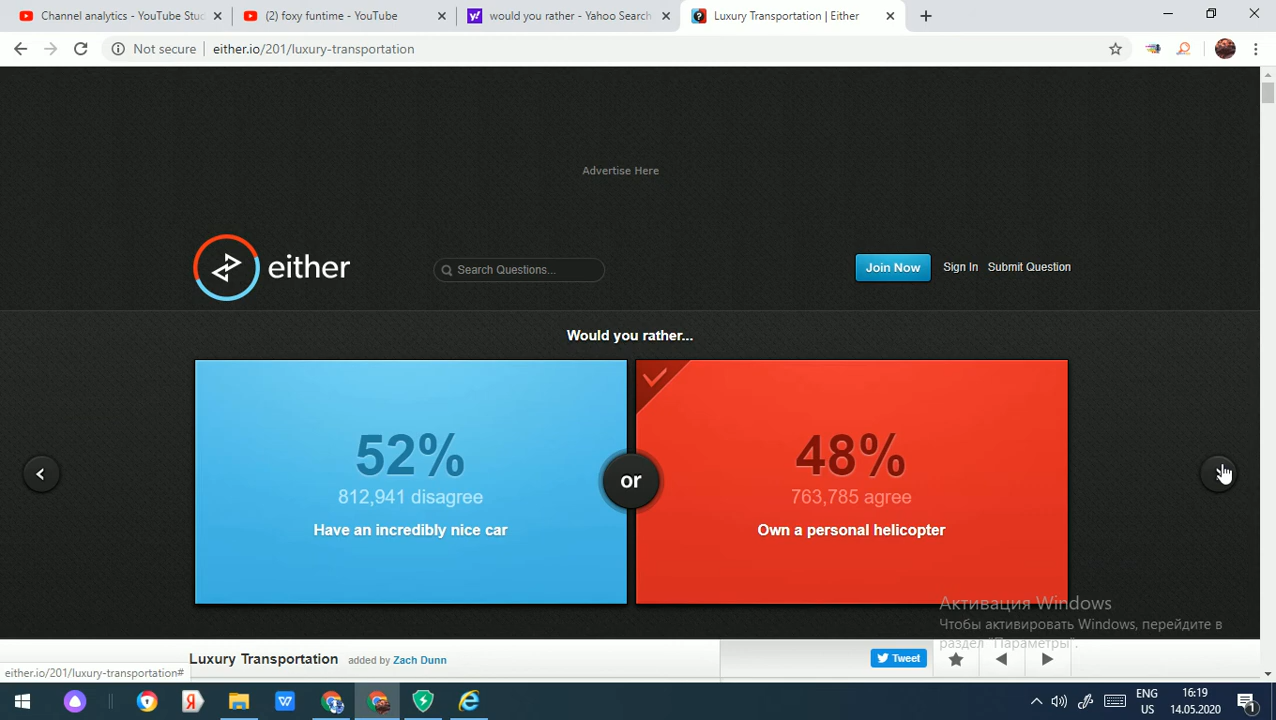 Channel analytics - YouTube Stud
(2) foxy funtime - YouTube
would you rather - Yahoo Search
Luxury Transportation | Either
Not secure
either.io/201/luxury-transportation
Advertise Here
either
Search Questions...
Join Now
Sign In
Submit Question
Would you rather...
52%
812,941 disagree
Have an incredibly nice car
or
48%
763,785 agree
Own a personal helicopter
Активация Windows
Чтобы активировать Windows, перейдите в
раздел "Параметры".
Luxury Transportation added by Zach Dunn
Tweet
either.io/201/luxury-transportation#
ENG
US
16:19
14.05.2020
1